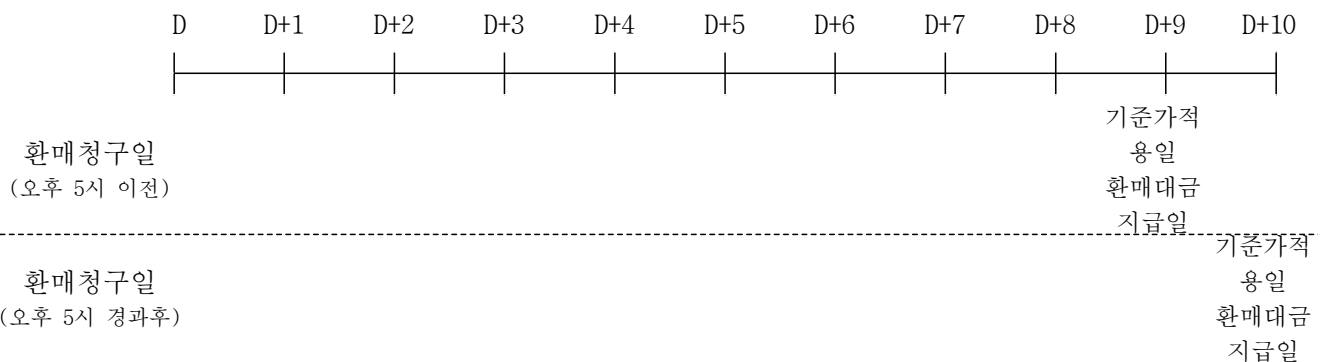 D D+1 D+2 D+3 D+4 D+5 D+6 D+7 D+8 D+9 D+10
환매청구일
(오후 5시 이전)
기준가적
용일
환매대금
지급일
환매청구일
(오후 5시 경과후)
기준가적
용일
환매대금
지급일